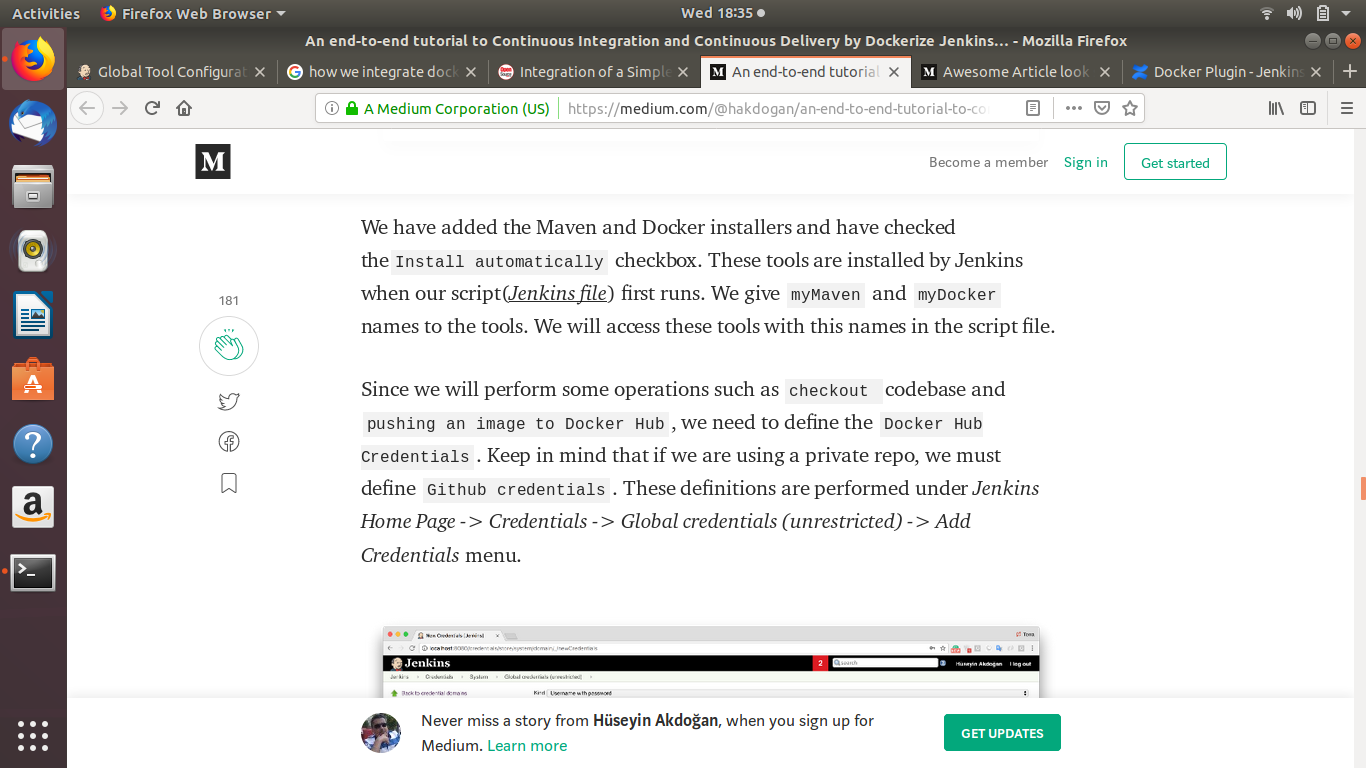 Activities Firefox Web Browser Wed 18:35
An end-to-end tutorial to Continuous Integration and Continuous Delivery by Dockerize Jenkins… - Mozilla Firefox
Global Tool Configurat how we integrate dock Integration of a Simple An end-to-end tutorial Awesome Article look Docker Plugin - Jenkins
A Medium Corporation (US) https://medium.com/@hakdogan/an-end-to-end-tutorial-to-co
M Become a member Sign in Get started
We have added the Maven and Docker installers and have checked
the Install automatically checkbox. These tools are installed by Jenkins
when our script(Jenkins file) first runs. We give myMaven and myDocker
names to the tools. We will access these tools with this names in the script file.
181
Since we will perform some operations such as checkout codebase and
pushing an image to Docker Hub, we need to define the Docker Hub
Credentials. Keep in mind that if we are using a private repo, we must
define Github credentials. These definitions are performed under Jenkins
Home Page -> Credentials -> Global credentials (unrestricted) -> Add
Credentials menu.
New Credentials [Jenkins]
localhost:8080/credentials/store/system/domain/_/newCredentials
Jenkins 2 search Hüseyin Akdoğan log out
Jenkins Credentials System Global credentials (unrestricted)
Back to credential domains Kind Username with password
Never miss a story from Hüseyin Akdoğan, when you sign up for
Medium. Learn more
GET UPDATES